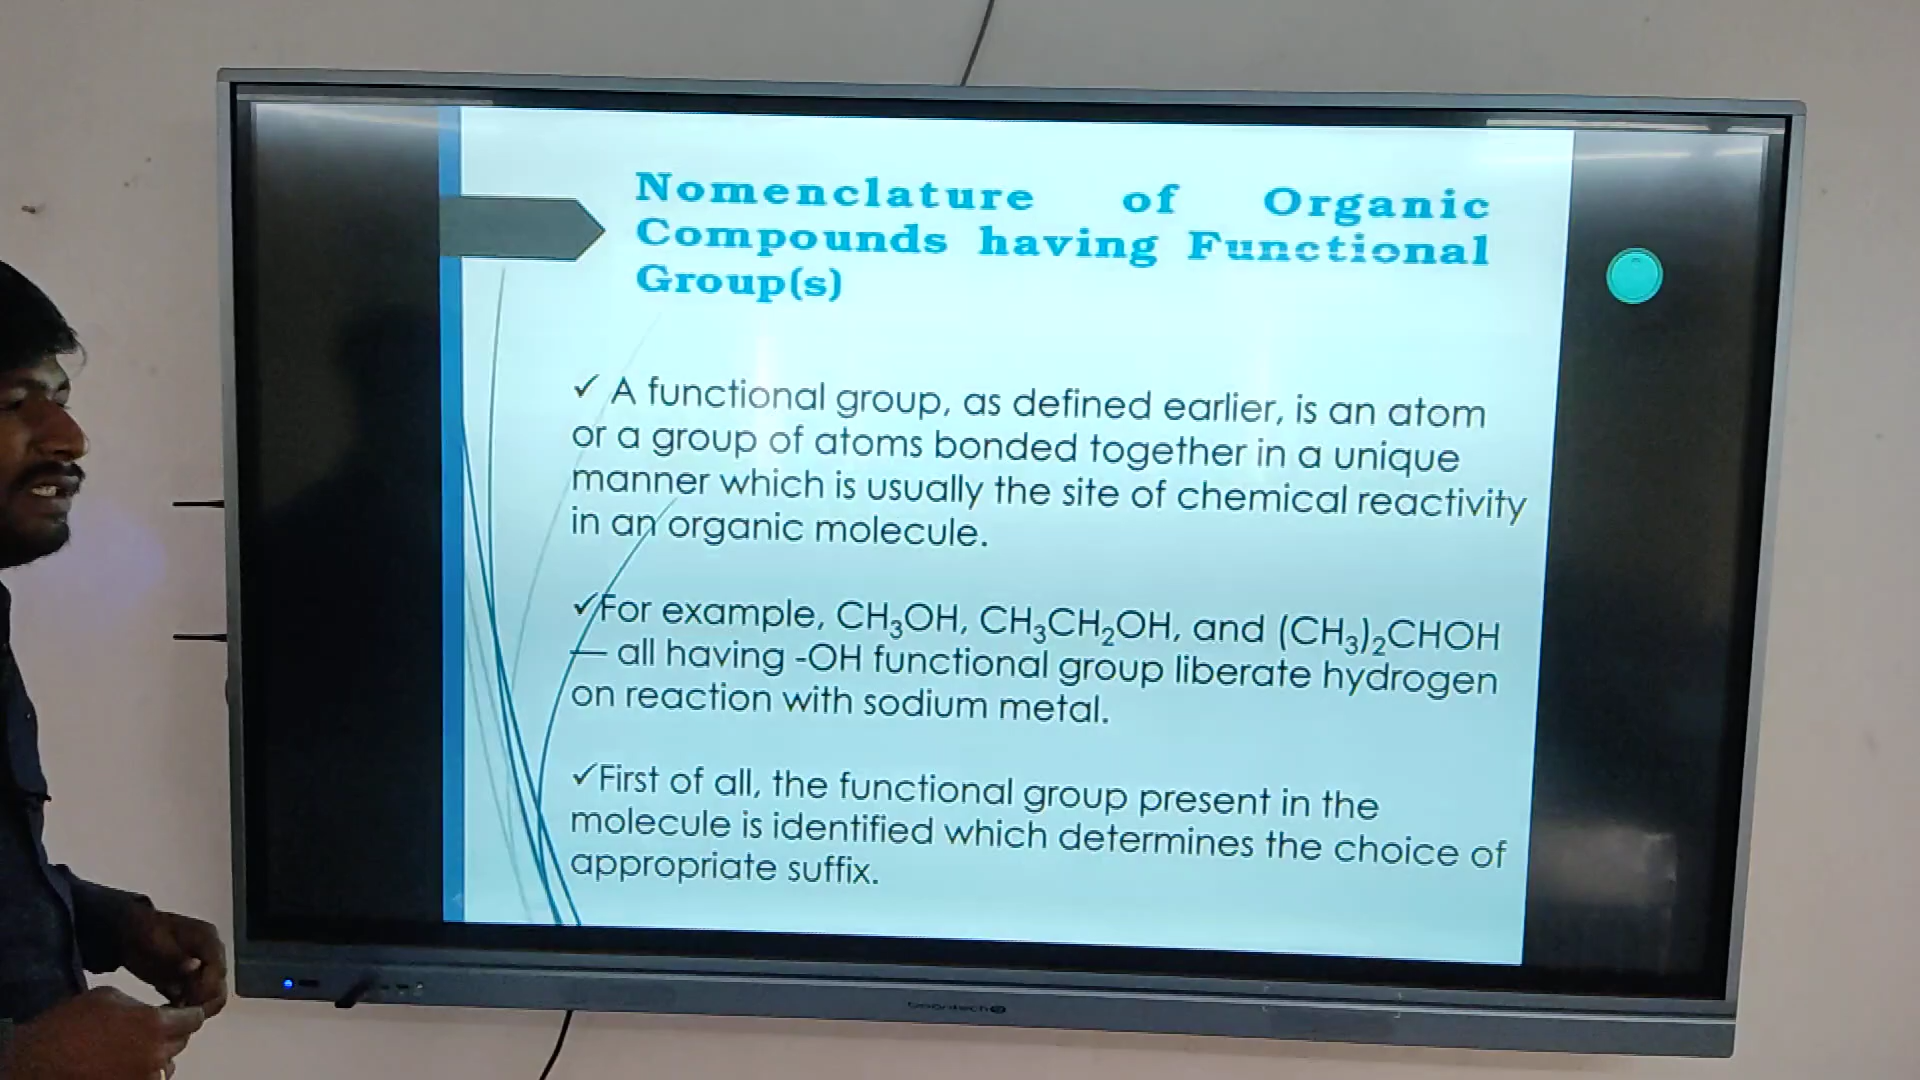 Nomenclature of Organic
Compounds having Functional
Group(s)
✓ A functional group, as defined earlier, is an atom
or a group of atoms bonded together in a unique
manner which is usually the site of chemical reactivity
in an organic molecule.
✓For example, CH₃OH, CH₃CH₂OH, and (CH₃)₂CHOH
— all having -OH functional group liberate hydrogen
on reaction with sodium metal.
✓First of all, the functional group present in the
molecule is identified which determines the choice of
appropriate suffix.